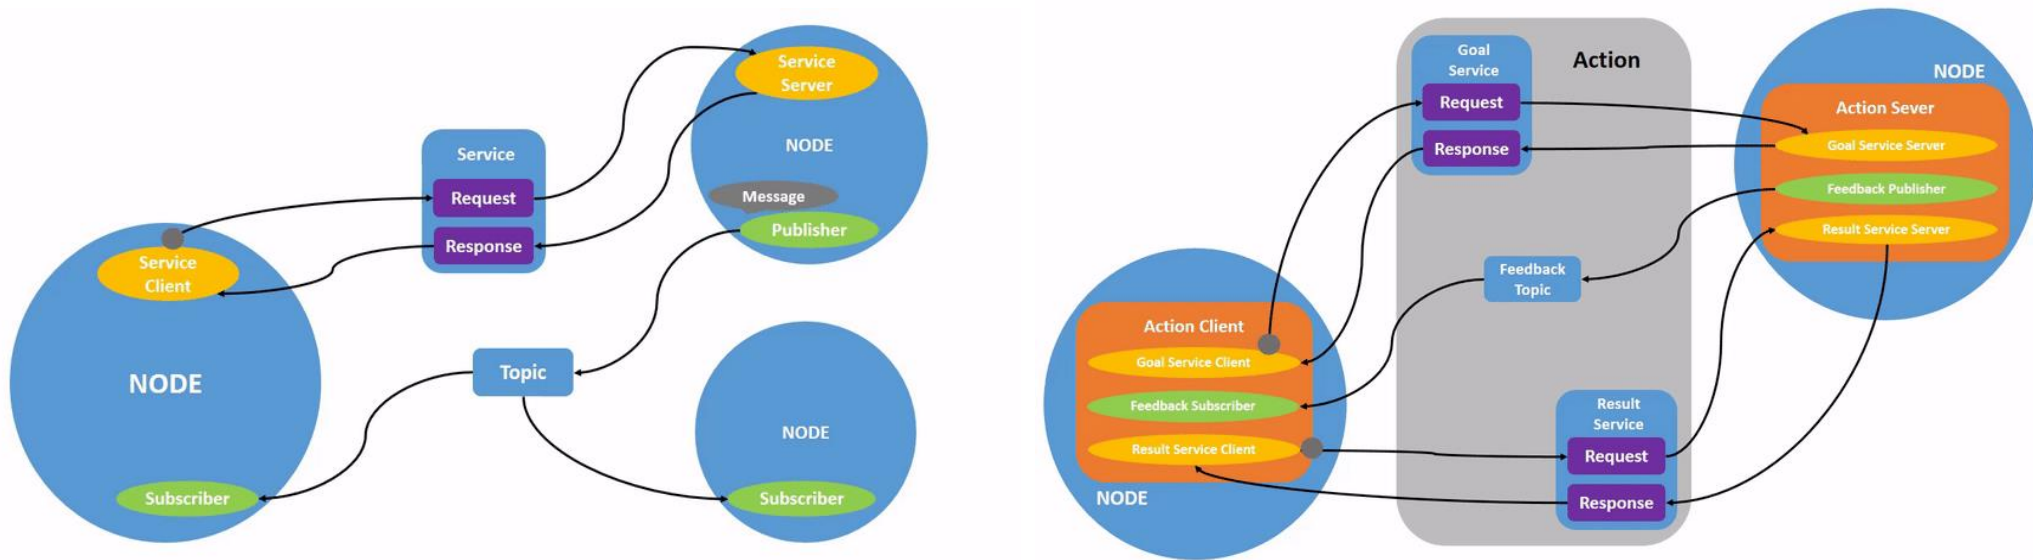 Service
Server
NODE
Message
Publisher
Service
Request
Response
Service
Client
NODE
Subscriber
Topic
NODE
Subscriber
Action
Goal
Service
Request
Response
NODE
Action Sever
Goal Service Server
Feedback Publisher
Result Service Server
Feedback
Topic
Action Client
Goal Service Client
Feedback Subscriber
Result Service Client
NODE
Result
Service
Request
Response